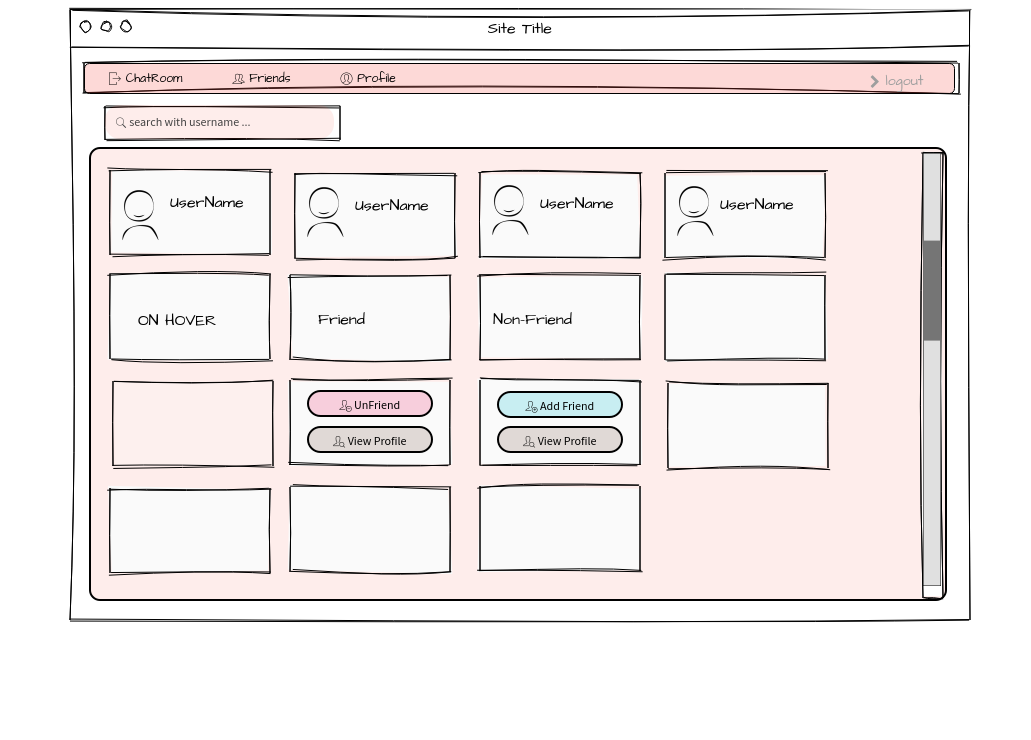 Site Title
ChatRoom
Friends
Profile
logout
search with username ...
UserName
UserName
UserName
UserName
ON HOVER
Friend
Non-Friend
UnFriend
Add Friend
View Profile
View Profile